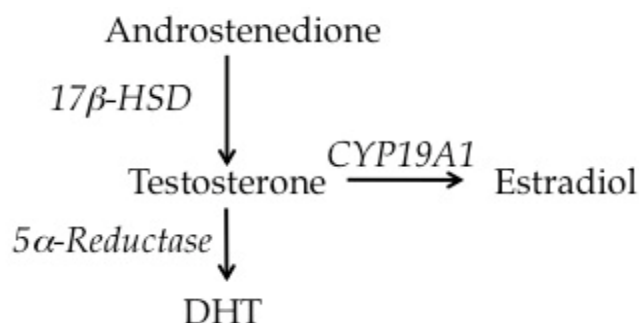 Androstenedione
17β-HSD
CYP19A1
Testosterone
Estradiol
5α-Reductase
DHT